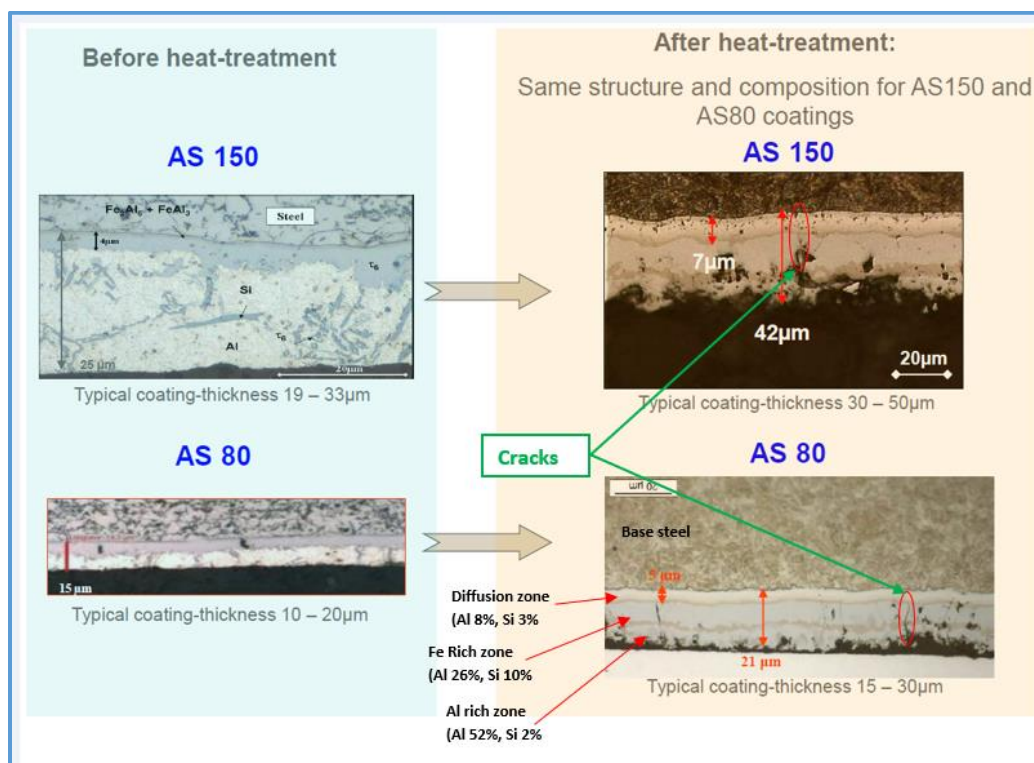 Before heat-treatment
After heat-treatment:
Same structure and composition for AS150 and
AS80 coatings
AS 150
Fe₂Al₅ + FeAl₃
Steel
4µm
τ₆
Si
τ₆
Al
25 µm
20µm
Typical coating-thickness 19 – 33µm
AS 150
7µm
42µm
20µm
Typical coating-thickness 30 – 50µm
Cracks
AS 80
15 µm
Typical coating-thickness 10 – 20µm
AS 80
20 µm
Base steel
5 µm
21 µm
Diffusion zone
(Al 8%, Si 3%
Fe Rich zone
(Al 26%, Si 10%
Al rich zone
(Al 52%, Si 2%
Typical coating-thickness 15 – 30µm